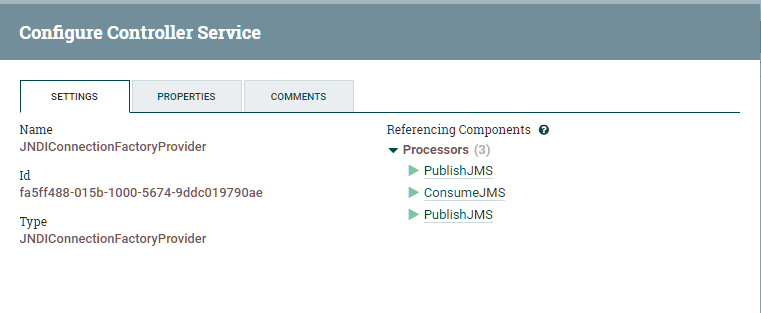 Configure Controller Service
SETTINGS
PROPERTIES
COMMENTS
Name
JNDIConnectionFactoryProvider
Id
fa5ff488-015b-1000-5674-9ddc019790ae
Type
JNDIConnectionFactoryProvider
Referencing Components ?
Processors (3)
PublishJMS
ConsumeJMS
PublishJMS